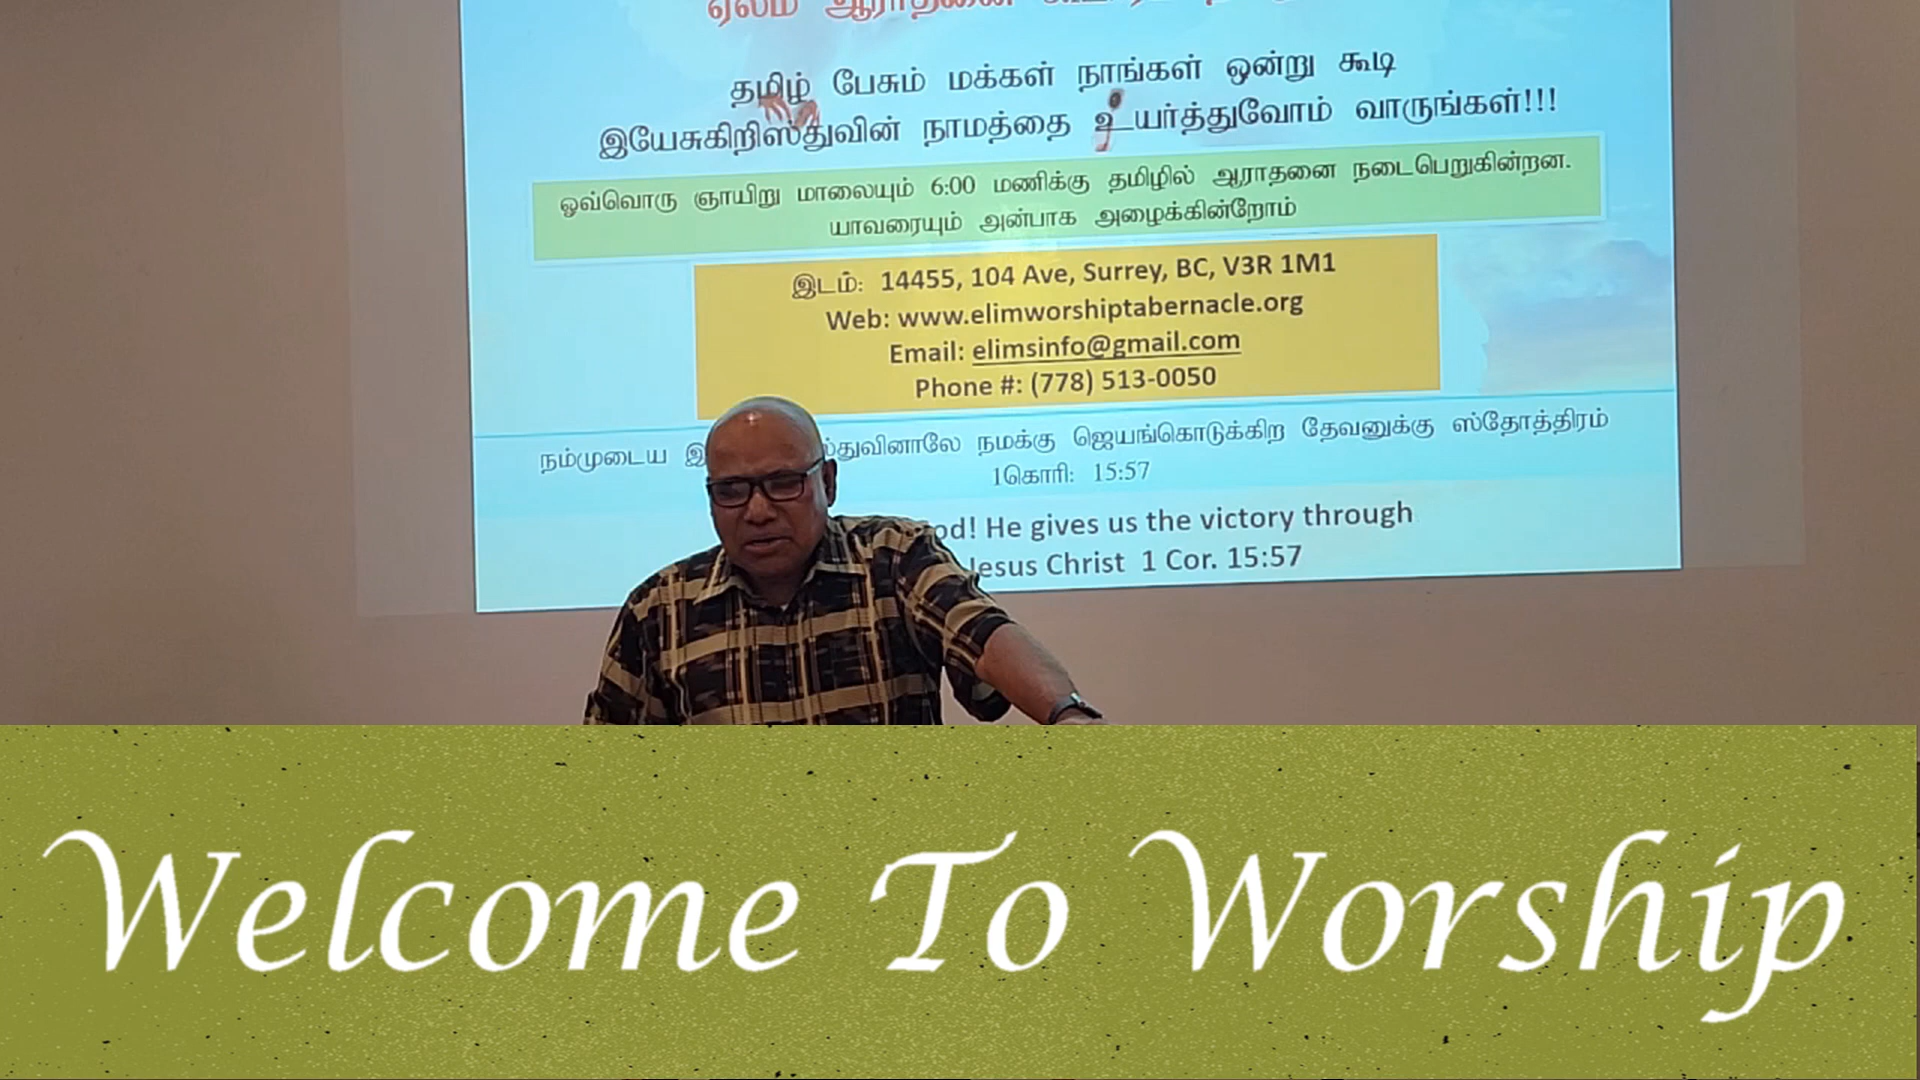 ஏலிம் ஆராதனை
தமிழ் பேசும் மக்கள் நாங்கள் ஒன்று கூடி
இயேசுகிறிஸ்துவின் நாமத்தை உயர்த்துவோம் வாருங்கள்!!!
ஒவ்வொரு ஞாயிறு மாலையும் 6:00 மணிக்கு தமிழில் ஆராதனை நடைபெறுகின்றன.
யாவரையும் அன்பாக அழைக்கின்றோம்
இடம்: 14455, 104 Ave, Surrey, BC, V3R 1M1
Web: www.elimworshiptabernacle.org
Email: elimsinfo@gmail.com
Phone #: (778) 513-0050
நம்முடைய நமக்கு ஜெயங்கொடுக்கிற தேவனுக்கு ஸ்தோத்திரம்
1கொரி: 15:57
He gives us the victory through
Jesus Christ 1 Cor. 15:57
Welcome To Worship